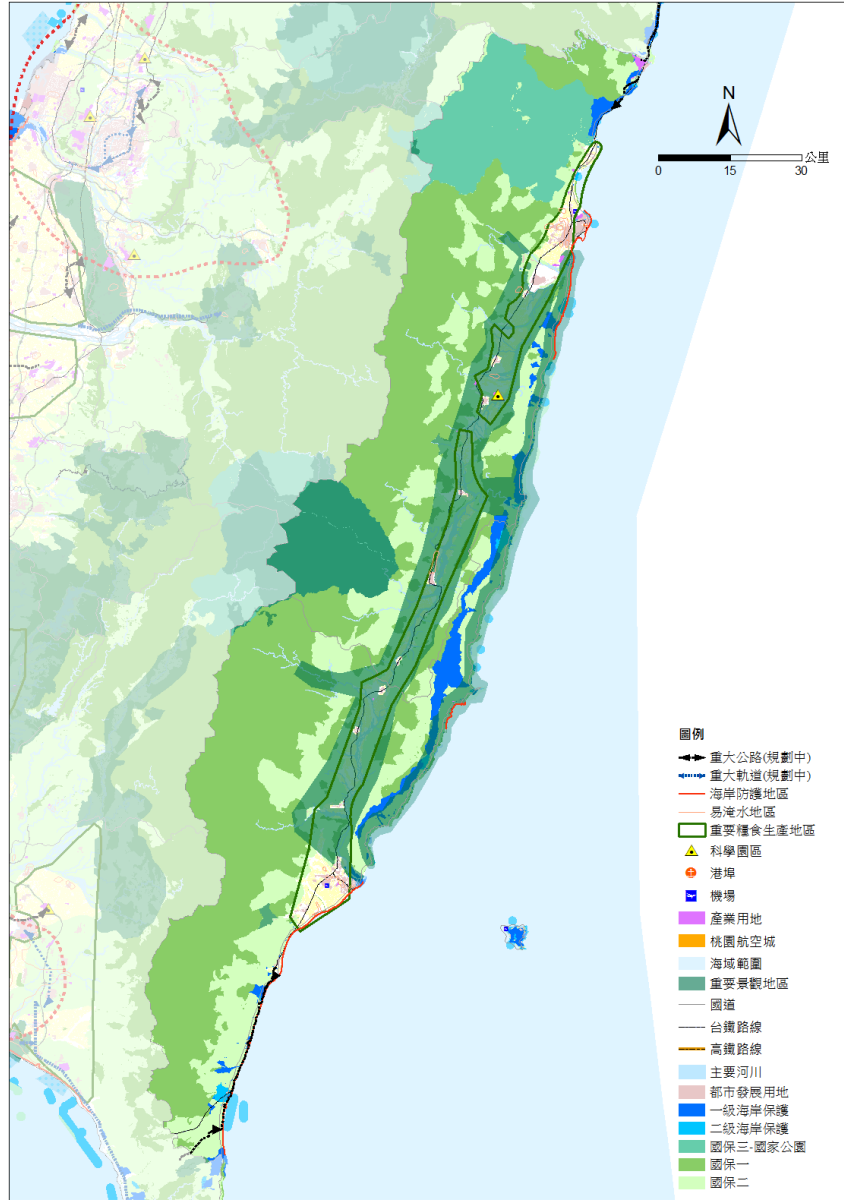 N
公里
0 15 30
圖例
重大公路(規劃中)
重大軌道(規劃中)
海岸防護地區
易淹水地區
重要糧食生產地區
科學園區
港埠
機場
產業用地
桃園航空城
海域範圍
重要景觀地區
國道
台鐵路線
高鐵路線
主要河川
都市發展用地
一級海岸保護
二級海岸保護
國保三-國家公園
國保一
國保二